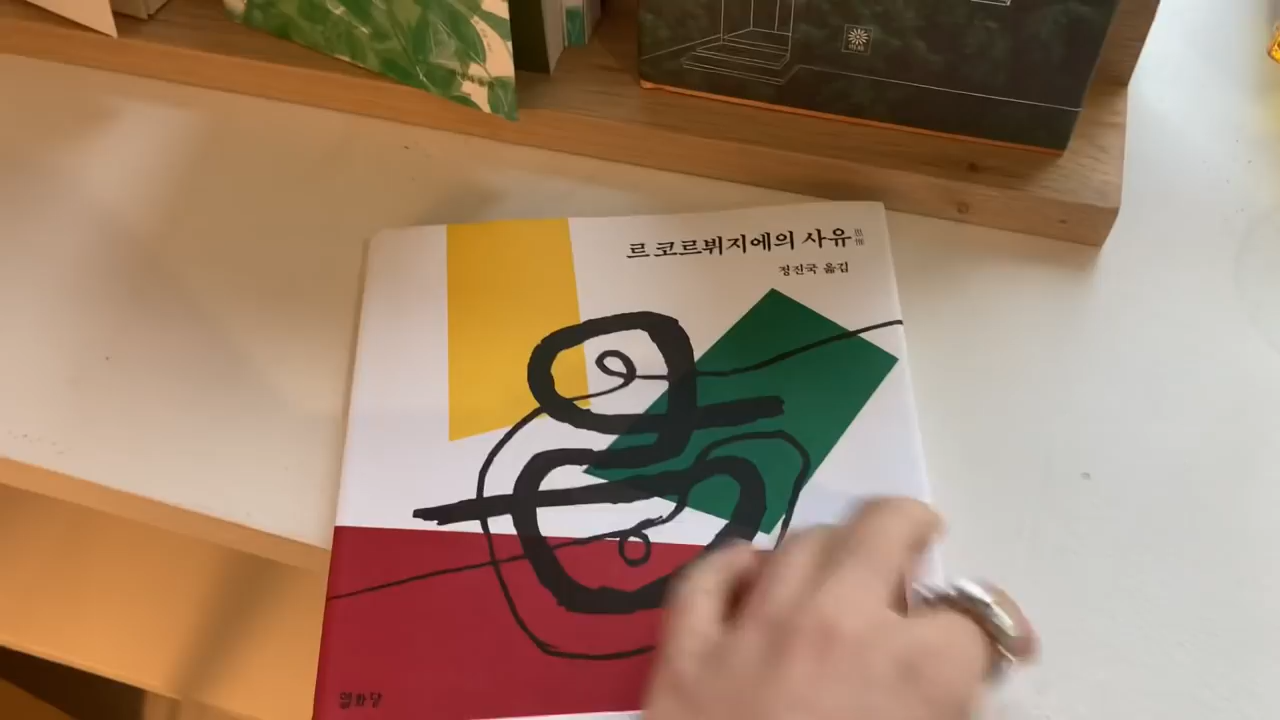 르 코르뷔지에의 사유
정진국 옮김
열화당